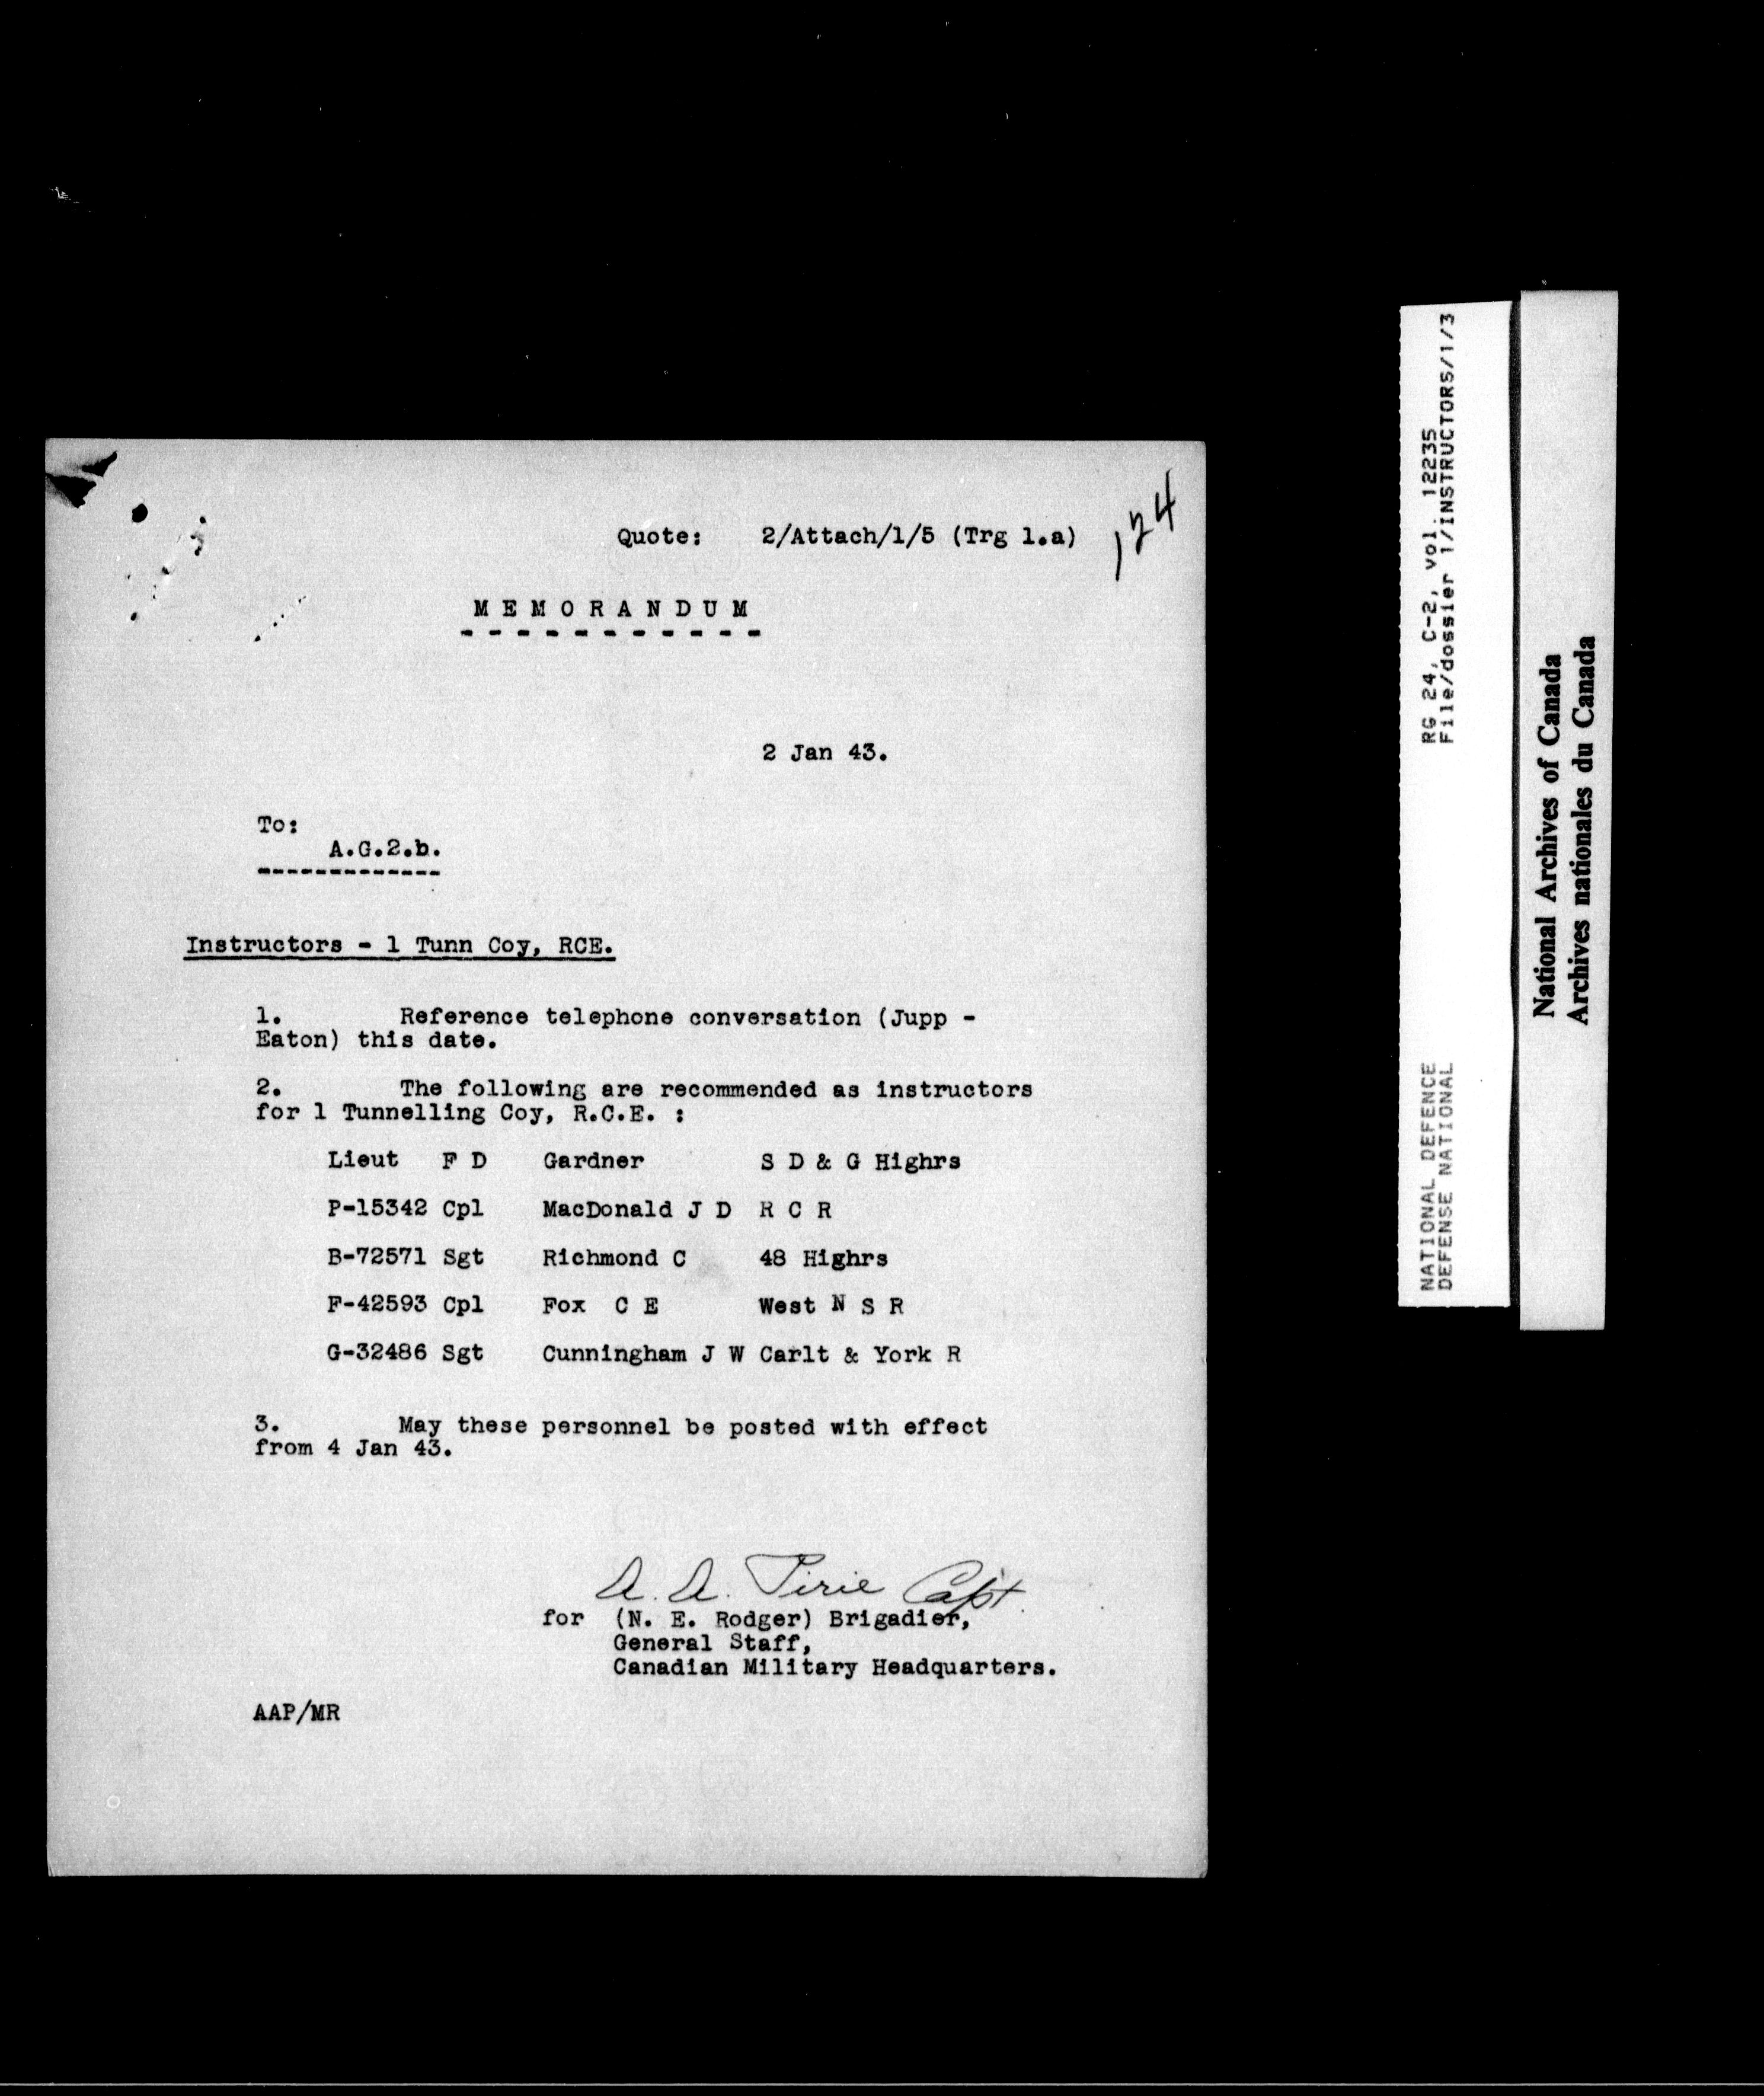 124
Quote: 2/Attach/1/5 (Trg 1.a)
M E M O R A N D U M
2 Jan 43.
To:
A.G.2.b.
Instructors - 1 Tunn Coy, RCE.
1. Reference telephone conversation (Jupp -
Eaton) this date.
2. The following are recommended as instructors
for 1 Tunnelling Coy, R.C.E. :
Lieut F D Gardner S D & G Highrs
P-15342 Cpl MacDonald J D R C R
B-72571 Sgt Richmond C 48 Highrs
F-42593 Cpl Fox C E West N S R
G-32486 Sgt Cunningham J W Carlt & York R
3. May these personnel be posted with effect
from 4 Jan 43.
A. A. Pirie Capt.
for (N. E. Rodger) Brigadier,
General Staff,
Canadian Military Headquarters.
AAP/MR
RG 24, C-2, vol. 12235
File/dossier 1/INSTRUCTORS/1/3
NATIONAL DEFENCE
DEFENSE NATIONAL
National Archives of Canada
Archives nationales du Canada